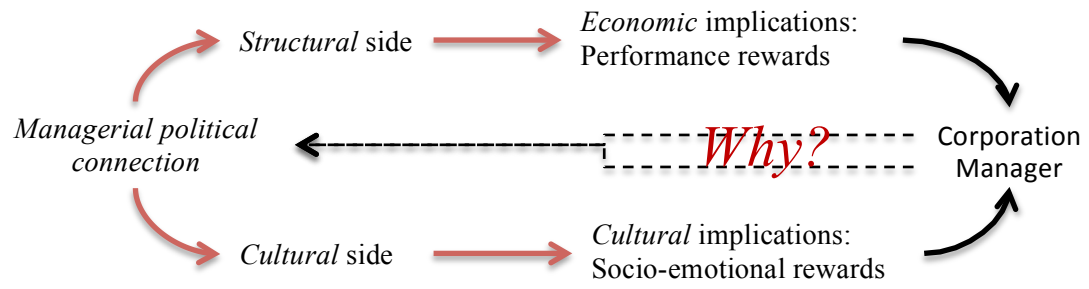 Structural side
Economic implications:
Performance rewards
Managerial political
connection
Why?
Corporation
Manager
Cultural side
Cultural implications:
Socio-emotional rewards